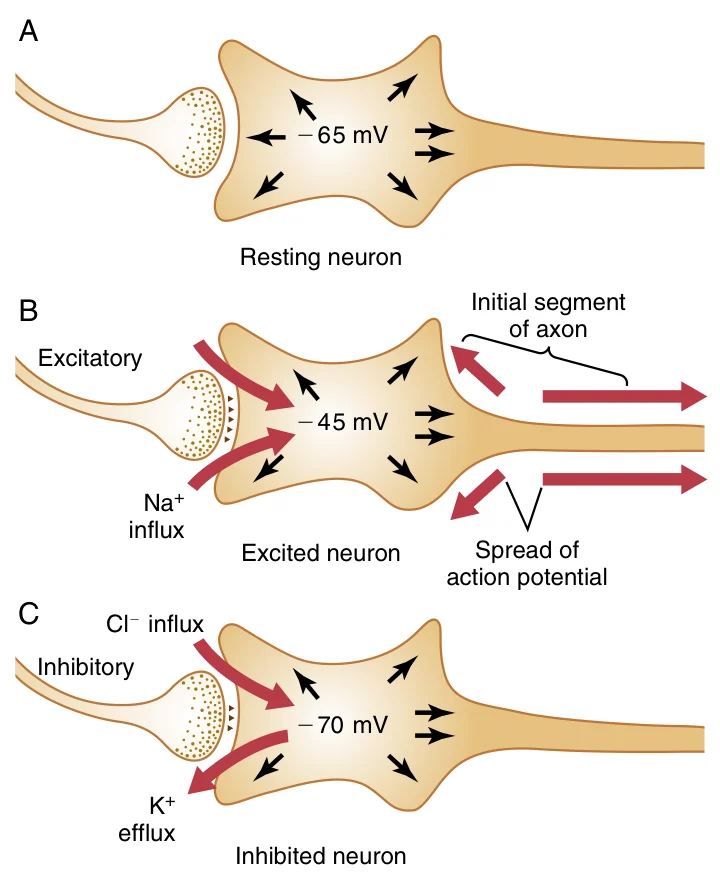 A
−65 mV
Resting neuron
B
Initial segment
of axon
Excitatory
−45 mV
Na⁺
influx
Excited neuron
Spread of
action potential
C
Cl⁻ influx
Inhibitory
−70 mV
K⁺
efflux
Inhibited neuron